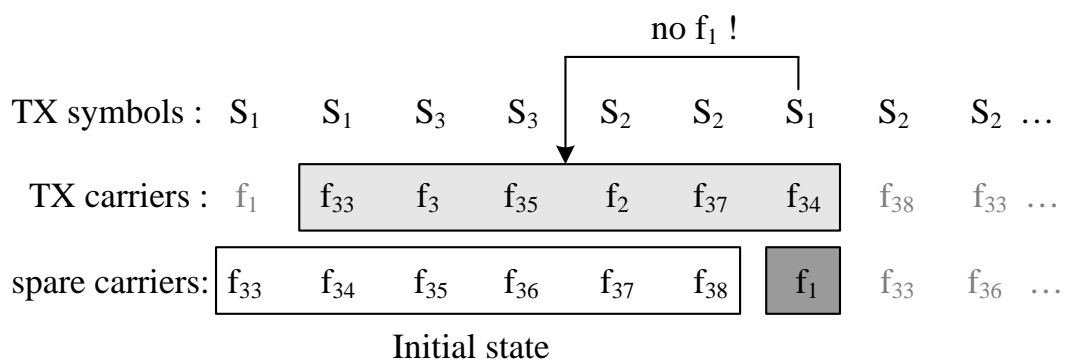 no f₁ !
TX symbols : S₁ S₁ S₃ S₃ S₂ S₂ S₁ S₂ S₂ …
TX carriers : f₁ f₃₃ f₃ f₃₅ f₂ f₃₇ f₃₄ f₃₈ f₃₃ …
spare carriers: f₃₃ f₃₄ f₃₅ f₃₆ f₃₇ f₃₈ f₁ f₃₃ f₃₆ …
Initial state